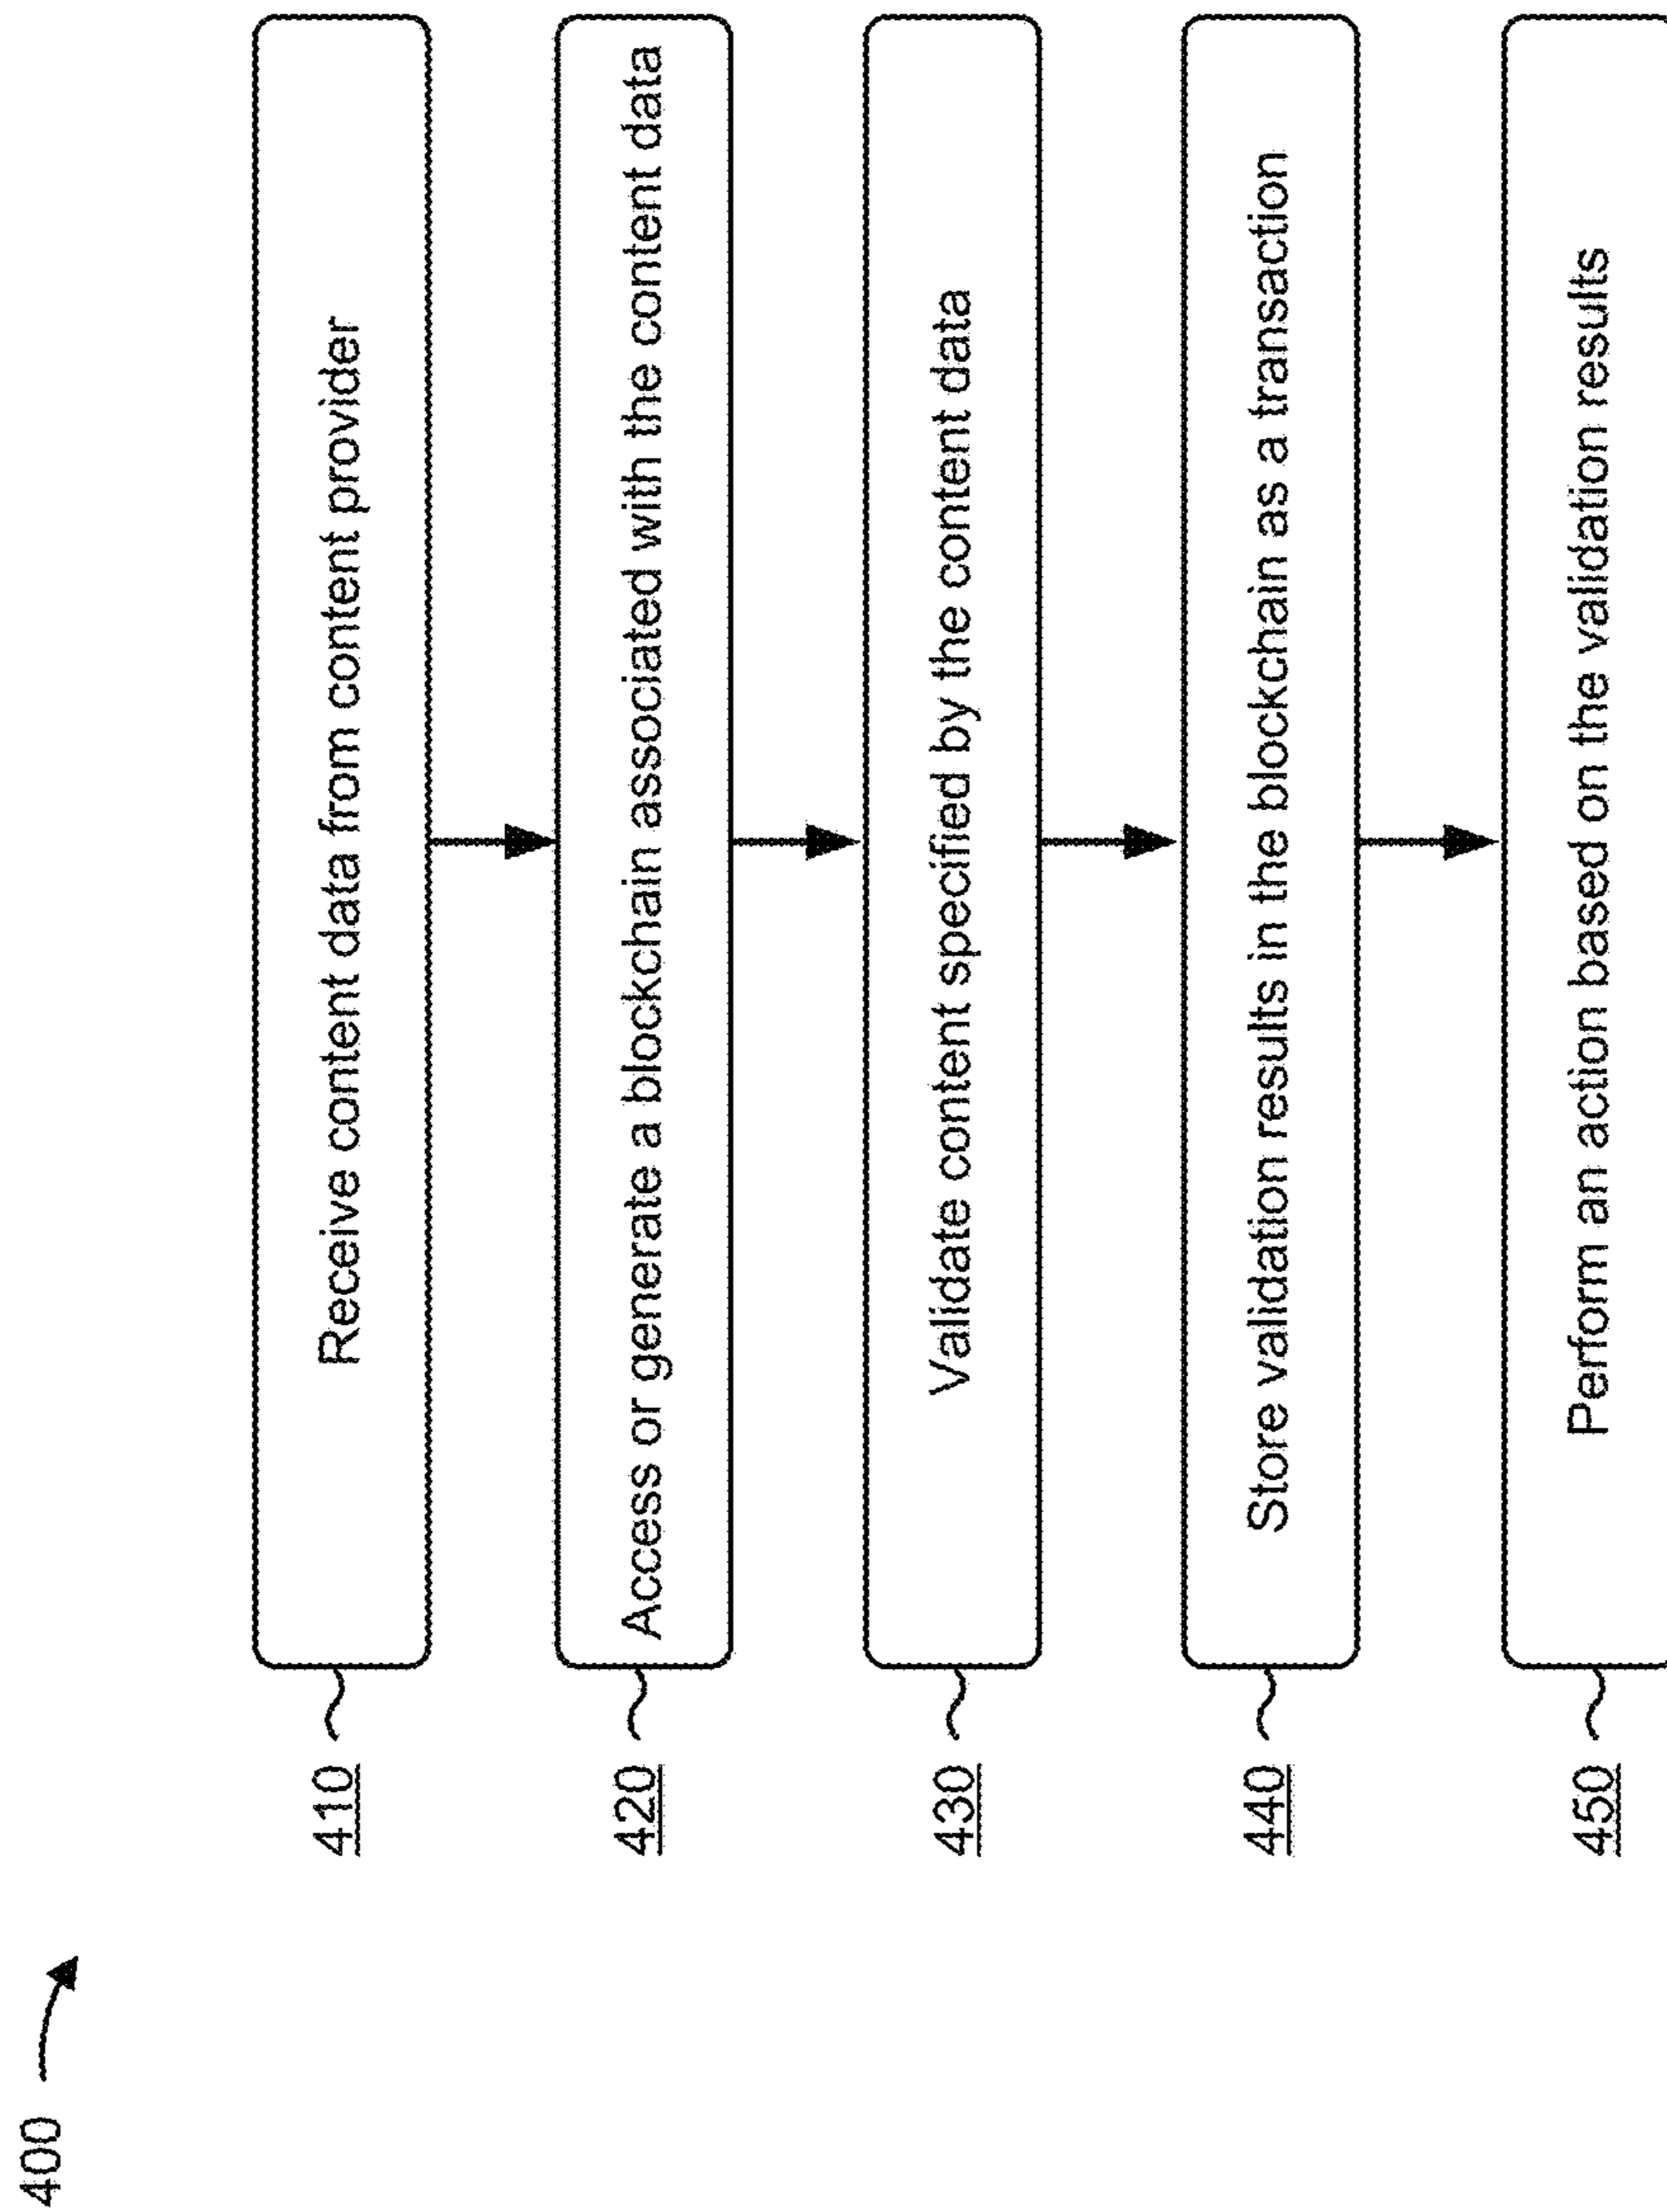 400
410
Receive content data from content provider
420
Access or generate a blockchain associated with the content data
430
Validate content specified by the content data
440
Store validation results in the blockchain as a transaction
450
Perform an action based on the validation results